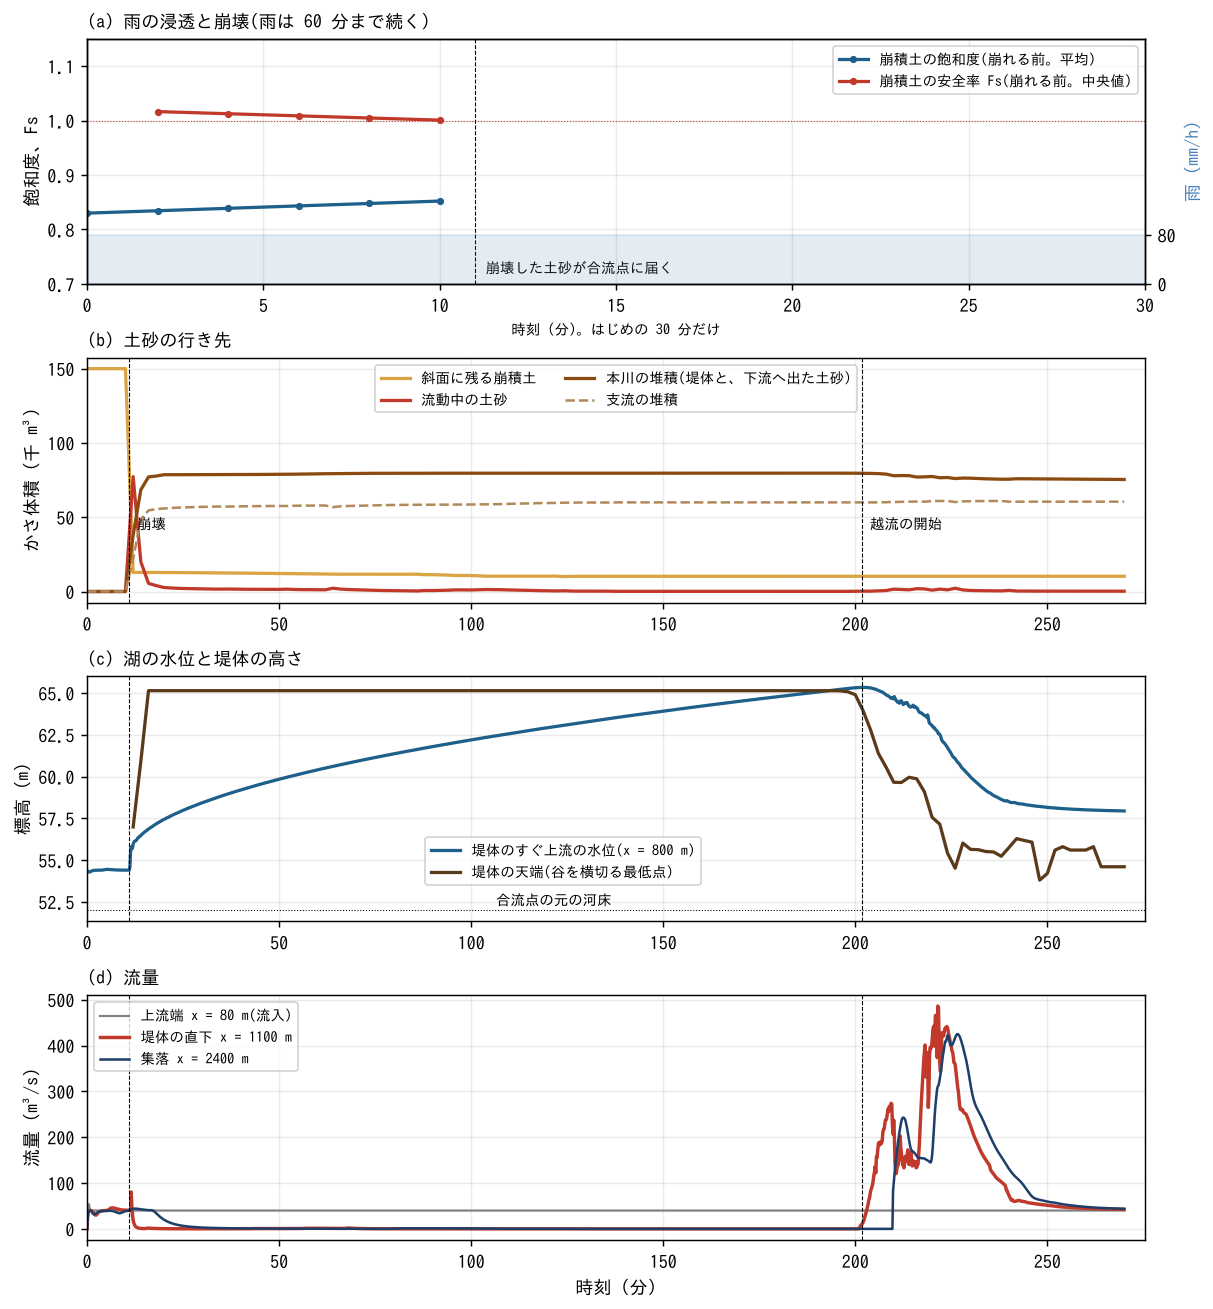 (a) 雨の浸透と崩壊(雨は 60 分まで続く)
崩積土の飽和度(崩れる前。平均)
崩積土の安全率 Fs(崩れる前。中央値)
飽和度、Fs
1.1
1.0
0.9
0.8
0.7
雨 (mm/h)
80
0
崩壊した土砂が合流点に届く
0 5 10 15 20 25 30
時刻 (分)。はじめの 30 分だけ
(b) 土砂の行き先
斜面に残る崩積土
流動中の土砂
本川の堆積(堤体と、下流へ出た土砂)
支流の堆積
かさ体積 (千 m³)
150
100
50
0
崩壊
越流の開始
0 50 100 150 200 250
(c) 湖の水位と堤体の高さ
標高 (m)
65.0
62.5
60.0
57.5
55.0
52.5
堤体のすぐ上流の水位(x = 800 m)
堤体の天端(谷を横切る最低点)
合流点の元の河床
0 50 100 150 200 250
(d) 流量
上流端 x = 80 m(流入)
堤体の直下 x = 1100 m
集落 x = 2400 m
流量 (m³/s)
500
400
300
200
100
0
0 50 100 150 200 250
時刻 (分)